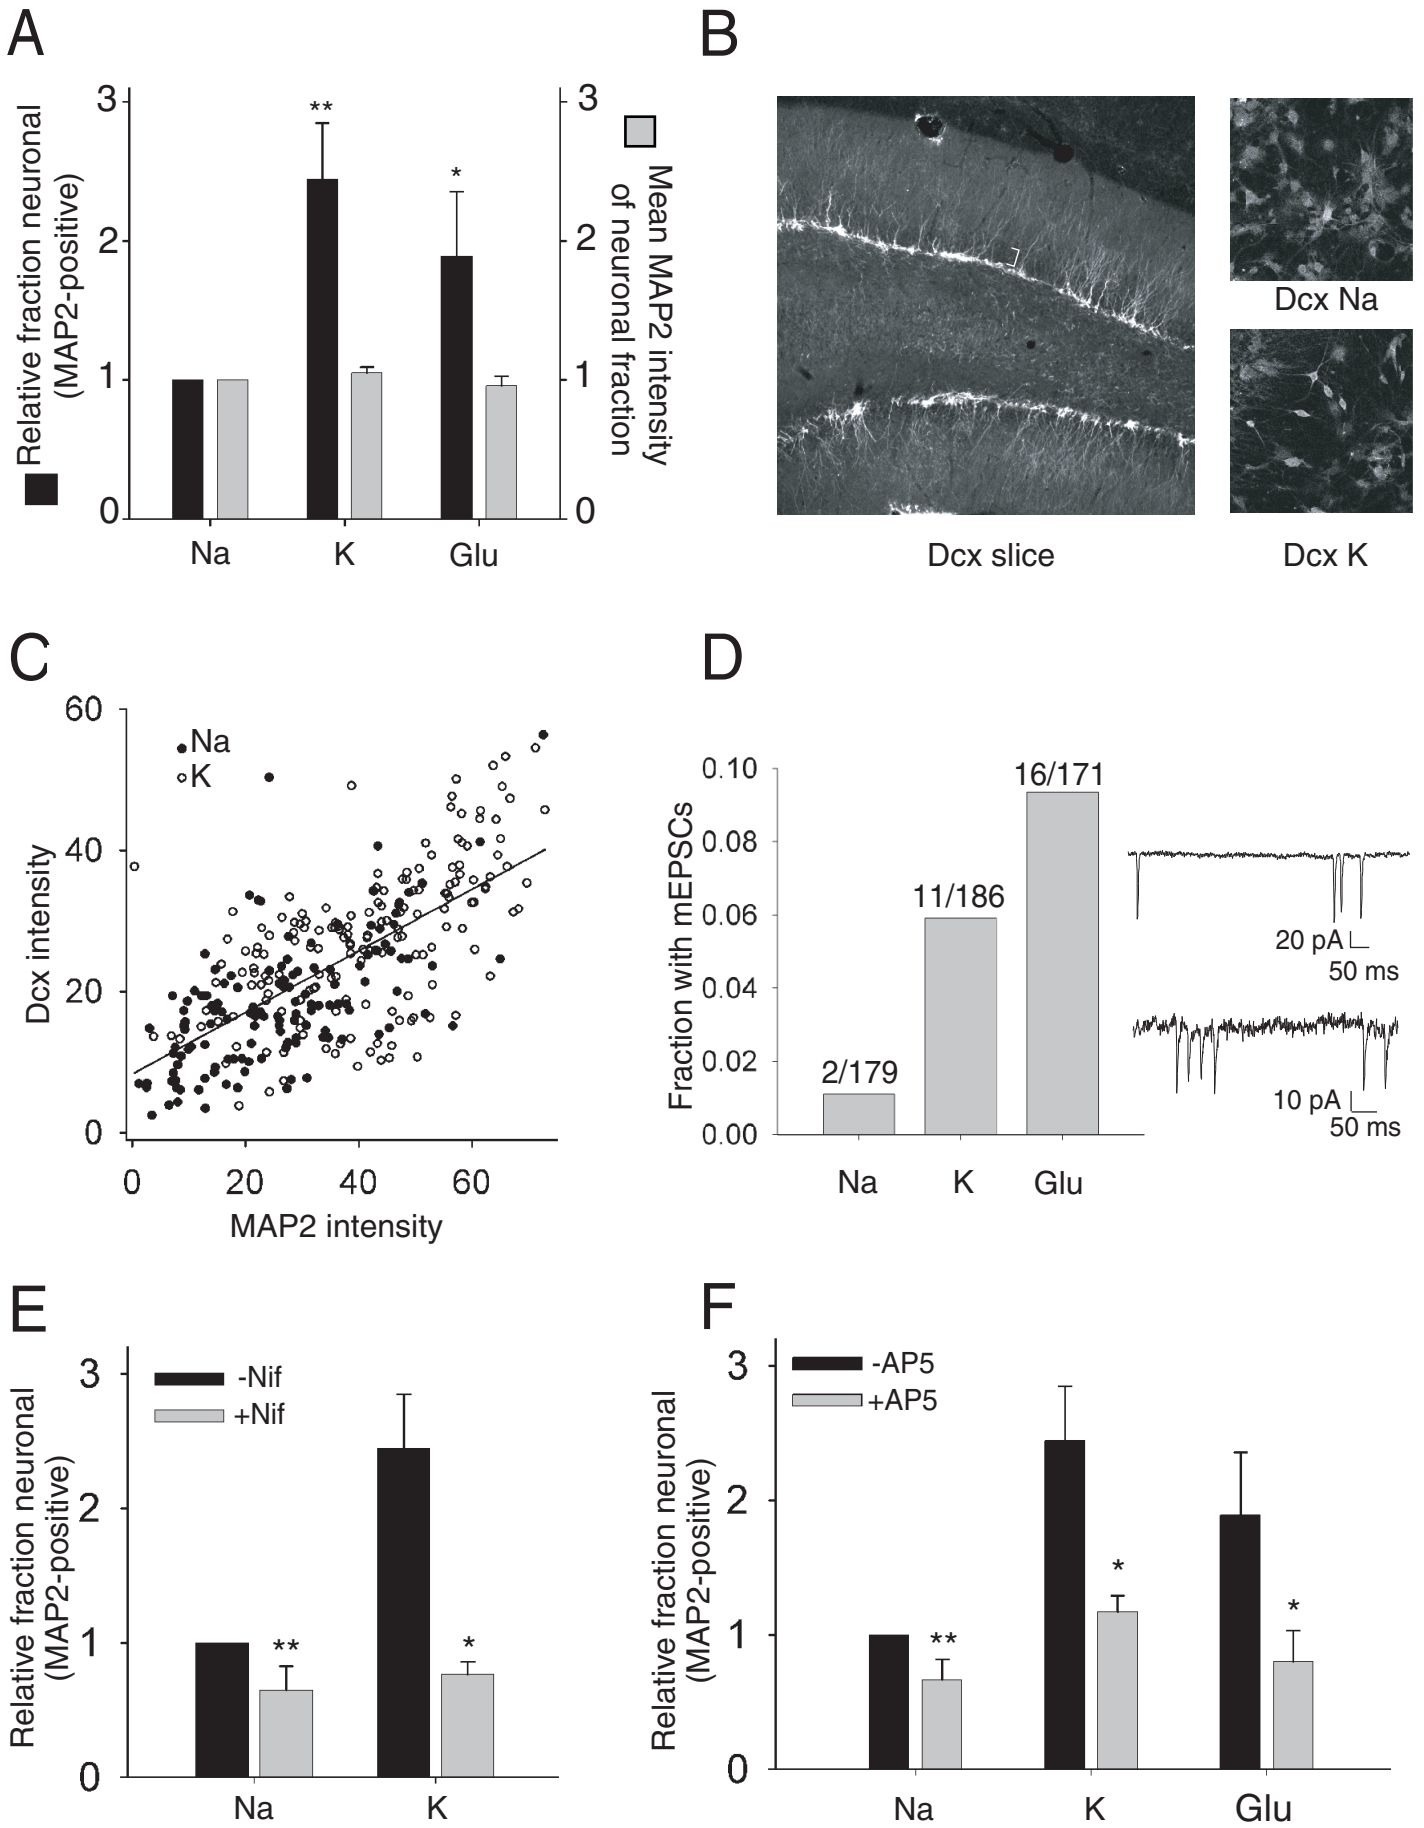 A
Relative fraction neuronal
(MAP2-positive)
3
2
1
0
**
*
3
2
1
0
Mean MAP2 intensity
of neuronal fraction
Na
K
Glu
B
Dcx slice
Dcx Na
Dcx K
C
Dcx intensity
60
40
20
0
Na
K
0
20
40
60
MAP2 intensity
D
Fraction with mEPSCs
0.10
0.08
0.06
0.04
0.02
0.00
2/179
11/186
16/171
Na
K
Glu
20 pA
50 ms
10 pA
50 ms
E
Relative fraction neuronal
(MAP2-positive)
3
2
1
0
-Nif
+Nif
**
*
Na
K
F
Relative fraction neuronal
(MAP2-positive)
3
2
1
0
-AP5
+AP5
**
*
*
Na
K
Glu